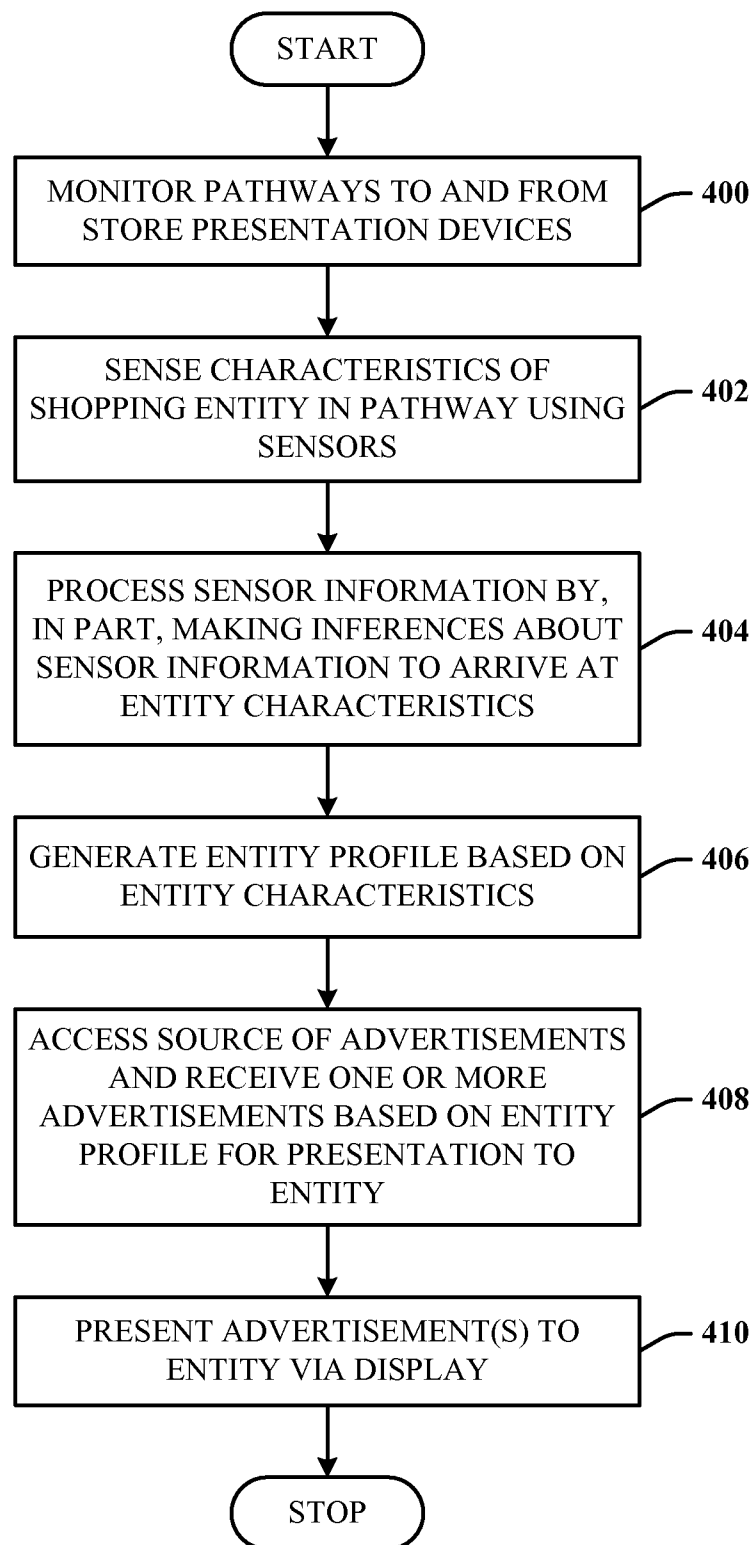 START
MONITOR PATHWAYS TO AND FROM
STORE PRESENTATION DEVICES
400
SENSE CHARACTERISTICS OF
SHOPPING ENTITY IN PATHWAY USING
SENSORS
402
PROCESS SENSOR INFORMATION BY,
IN PART, MAKING INFERENCES ABOUT
SENSOR INFORMATION TO ARRIVE AT
ENTITY CHARACTERISTICS
404
GENERATE ENTITY PROFILE BASED ON
ENTITY CHARACTERISTICS
406
ACCESS SOURCE OF ADVERTISEMENTS
AND RECEIVE ONE OR MORE
ADVERTISEMENTS BASED ON ENTITY
PROFILE FOR PRESENTATION TO
ENTITY
408
PRESENT ADVERTISEMENT(S) TO
ENTITY VIA DISPLAY
410
STOP